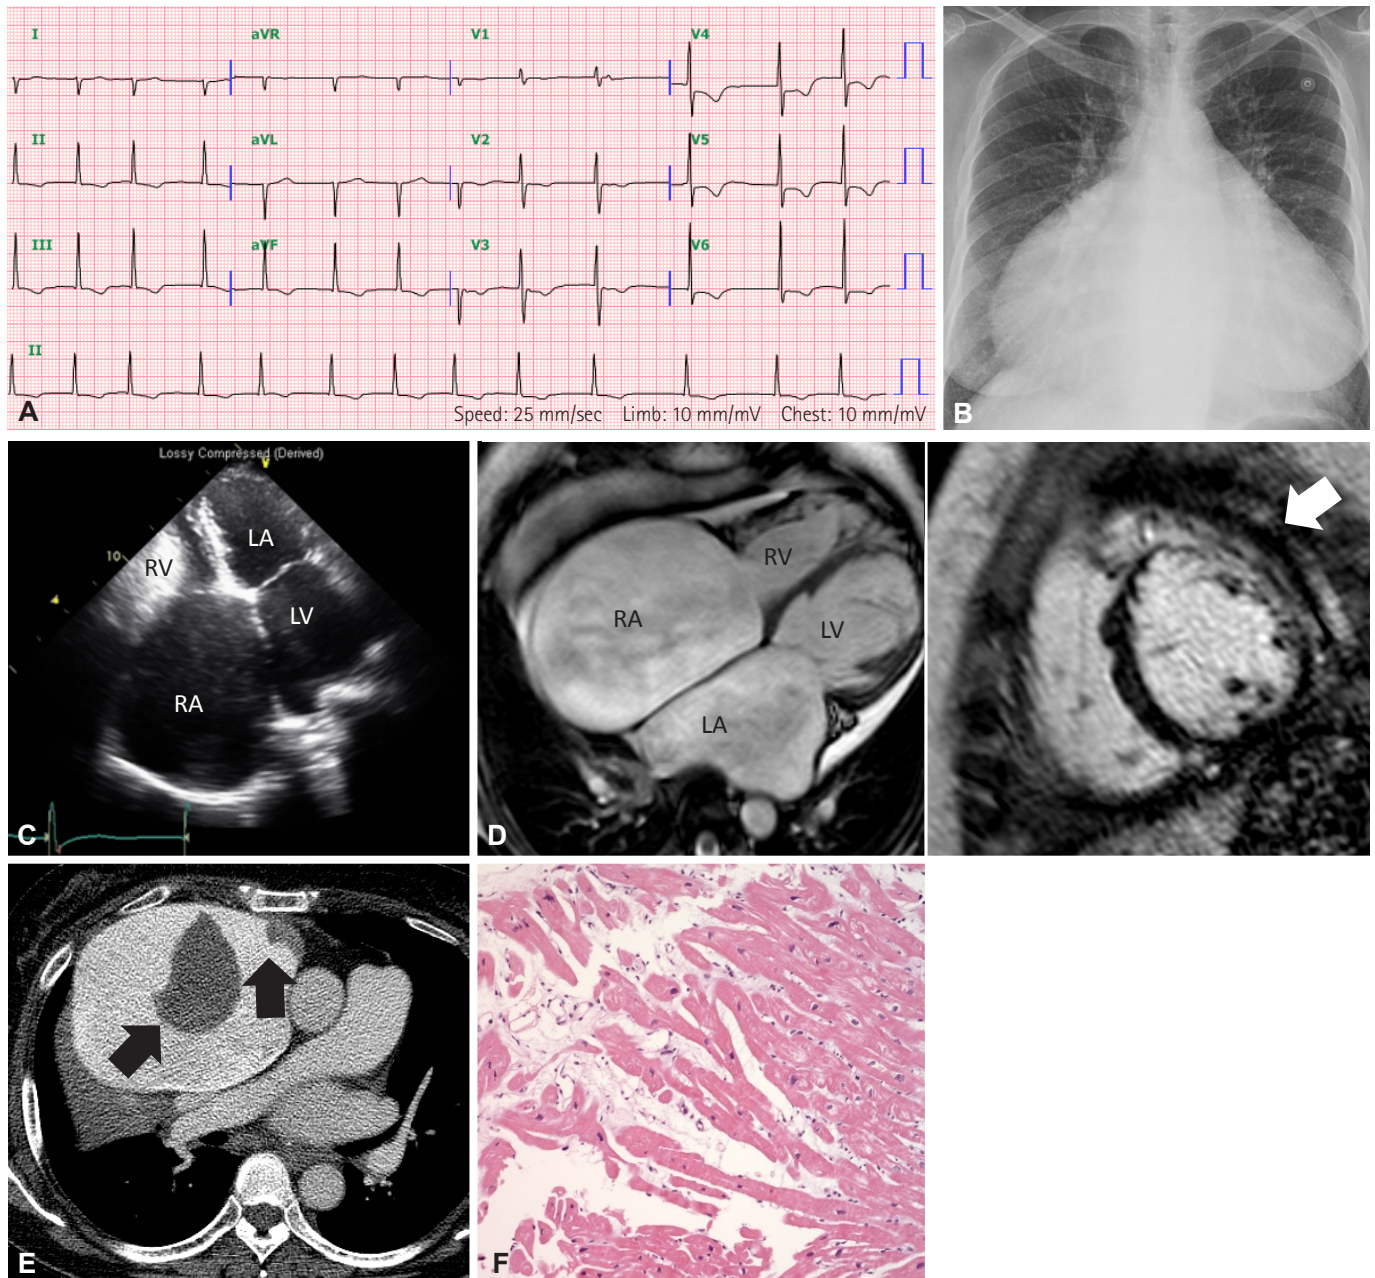 I aVR V1 V4
II aVL V2 V5
III aVF V3 V6
II
A
Speed: 25 mm/sec Limb: 10 mm/mV Chest: 10 mm/mV
B
Lossy Compressed (Derived)
V
10
LA
RV
LV
RA
C
RV
RA
LV
LA
D
E
F